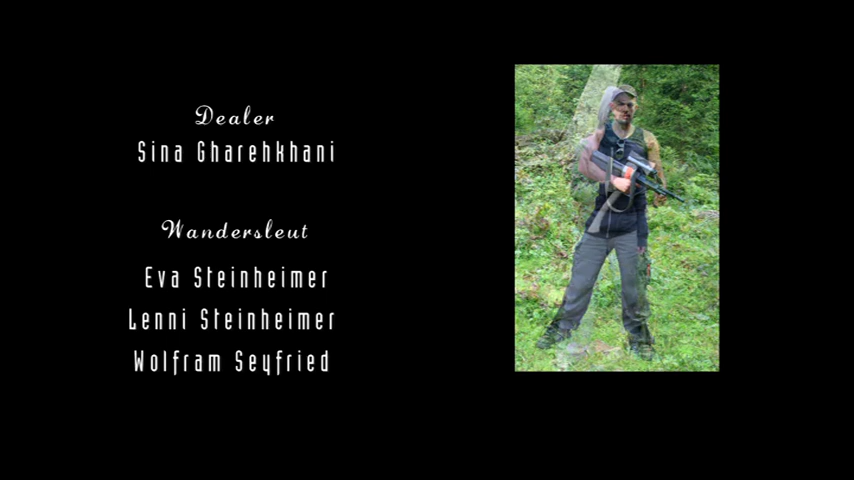 Dealer
Sina Gharehkhani
Wandersleut
Eva Steinheimer
Lenni Steinheimer
Wolfram Seyfried